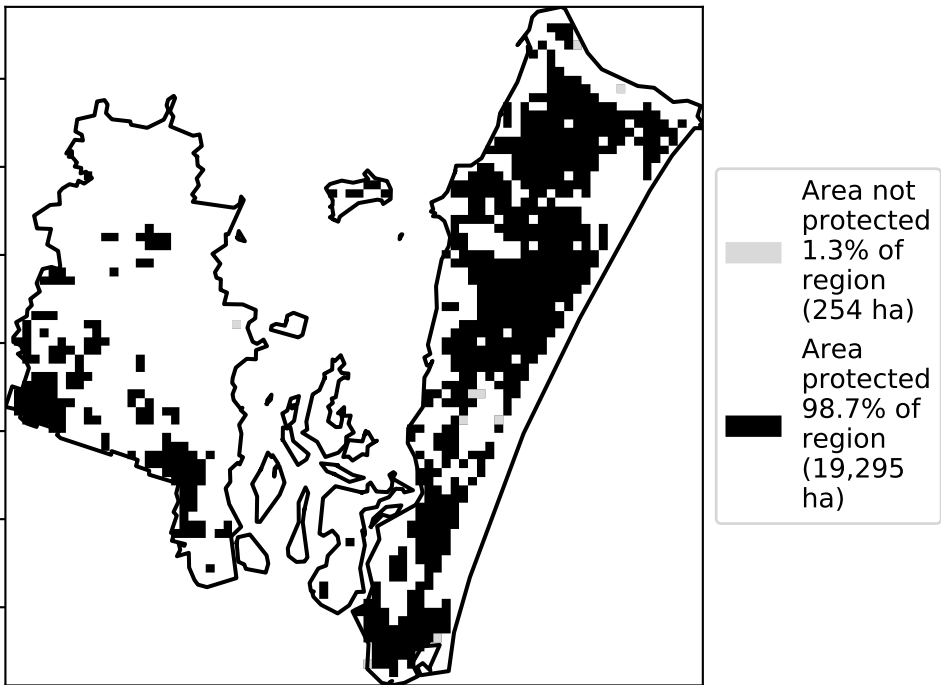 Area not
protected
1.3% of
region
(254 ha)
Area
protected
98.7% of
region
(19,295
ha)